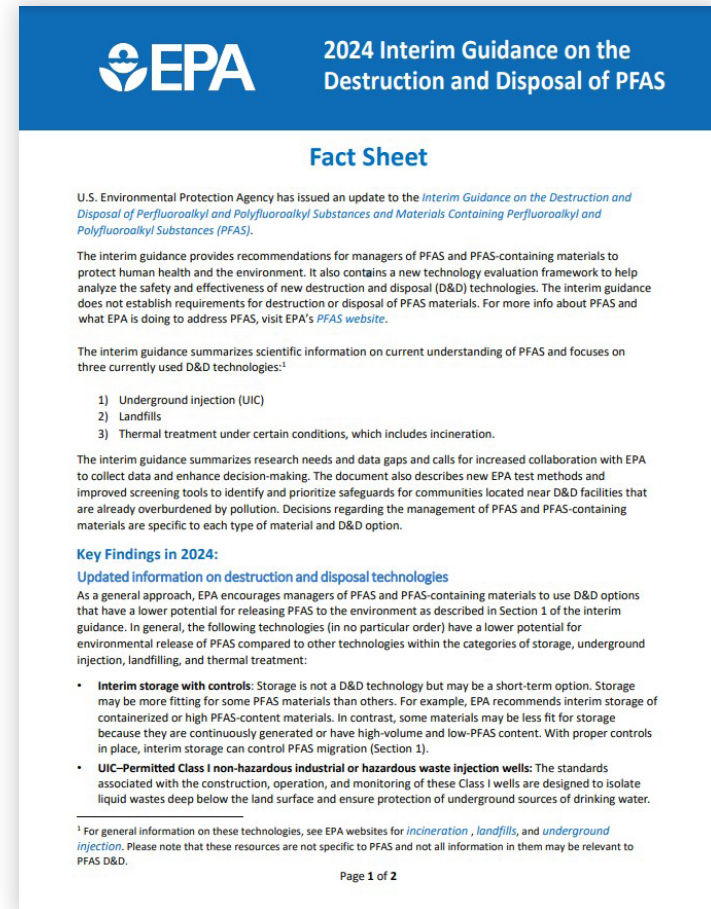 EPA
2024 Interim Guidance on the
Destruction and Disposal of PFAS
Fact Sheet
U.S. Environmental Protection Agency has issued an update to the Interim Guidance on the Destruction and
Disposal of Perfluoroalkyl and Polyfluoroalkyl Substances and Materials Containing Perfluoroalkyl and
Polyfluoroalkyl Substances (PFAS).
The interim guidance provides recommendations for managers of PFAS and PFAS-containing materials to
protect human health and the environment. It also contains a new technology evaluation framework to help
analyze the safety and effectiveness of new destruction and disposal (D&D) technologies. The interim guidance
does not establish requirements for destruction or disposal of PFAS materials. For more info about PFAS and
what EPA is doing to address PFAS, visit EPA's PFAS website.
The interim guidance summarizes scientific information on current understanding of PFAS and focuses on
three currently used D&D technologies:¹
1) Underground injection (UIC)
2) Landfills
3) Thermal treatment under certain conditions, which includes incineration.
The interim guidance summarizes research needs and data gaps and calls for increased collaboration with EPA
to collect data and enhance decision-making. The document also describes new EPA test methods and
improved screening tools to identify and prioritize safeguards for communities located near D&D facilities that
are already overburdened by pollution. Decisions regarding the management of PFAS and PFAS-containing
materials are specific to each type of material and D&D option.
Key Findings in 2024:
Updated information on destruction and disposal technologies
As a general approach, EPA encourages managers of PFAS and PFAS-containing materials to use D&D options
that have a lower potential for releasing PFAS to the environment as described in Section 1 of the interim
guidance. In general, the following technologies (in no particular order) have a lower potential for
environmental release of PFAS compared to other technologies within the categories of storage, underground
injection, landfilling, and thermal treatment:
• Interim storage with controls: Storage is not a D&D technology but may be a short-term option. Storage
may be more fitting for some PFAS materials than others. For example, EPA recommends interim storage of
containerized or high PFAS-content materials. In contrast, some materials may be less fit for storage
because they are continuously generated or have high-volume and low-PFAS content. With proper controls
in place, interim storage can control PFAS migration (Section 1).
• UIC–Permitted Class I non-hazardous industrial or hazardous waste injection wells: The standards
associated with the construction, operation, and monitoring of these Class I wells are designed to isolate
liquid wastes deep below the land surface and ensure protection of underground sources of drinking water.
¹ For general information on these technologies, see EPA websites for incineration , landfills, and underground
injection. Please note that these resources are not specific to PFAS and not all information in them may be relevant to
PFAS D&D.
Page 1 of 2